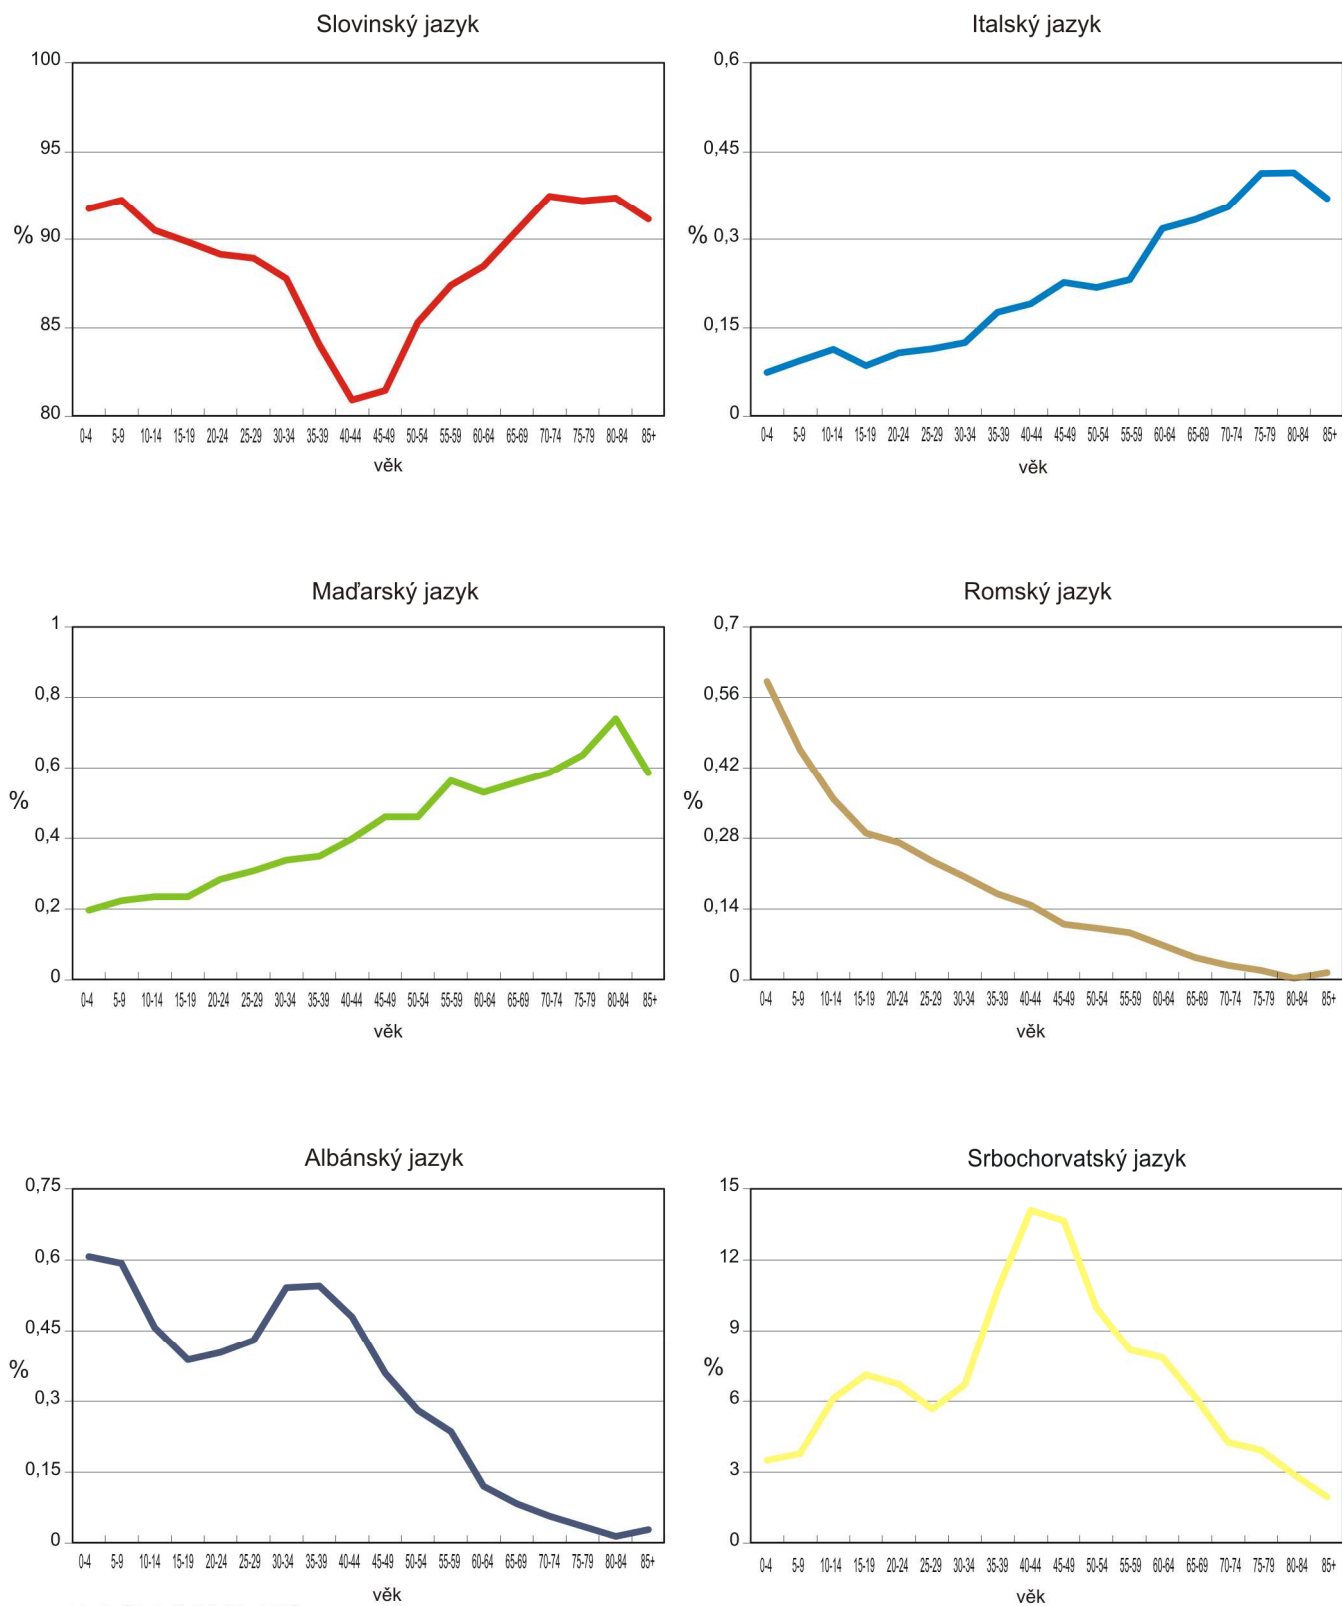 Slovinský jazyk
100
95
% 90
85
80
0-4 5-9 10-14 15-19 20-24 25-29 30-34 35-39 40-44 45-49 50-54 55-59 60-64 65-69 70-74 75-79 80-84 85+
věk
Italský jazyk
0,6
0,45
% 0,3
0,15
0
0-4 5-9 10-14 15-19 20-24 25-29 30-34 35-39 40-44 45-49 50-54 55-59 60-64 65-69 70-74 75-79 80-84 85+
věk
Maďarský jazyk
1
0,8
0,6
%
0,4
0,2
0
0-4 5-9 10-14 15-19 20-24 25-29 30-34 35-39 40-44 45-49 50-54 55-59 60-64 65-69 70-74 75-79 80-84 85+
věk
Romský jazyk
0,7
0,56
0,42
%
0,28
0,14
0
0-4 5-9 10-14 15-19 20-24 25-29 30-34 35-39 40-44 45-49 50-54 55-59 60-64 65-69 70-74 75-79 80-84 85+
věk
Albánský jazyk
0,75
0,6
0,45
%
0,3
0,15
0
0-4 5-9 10-14 15-19 20-24 25-29 30-34 35-39 40-44 45-49 50-54 55-59 60-64 65-69 70-74 75-79 80-84 85+
věk
Srbochorvatský jazyk
15
12
9
%
6
3
0
0-4 5-9 10-14 15-19 20-24 25-29 30-34 35-39 40-44 45-49 50-54 55-59 60-64 65-69 70-74 75-79 80-84 85+
věk